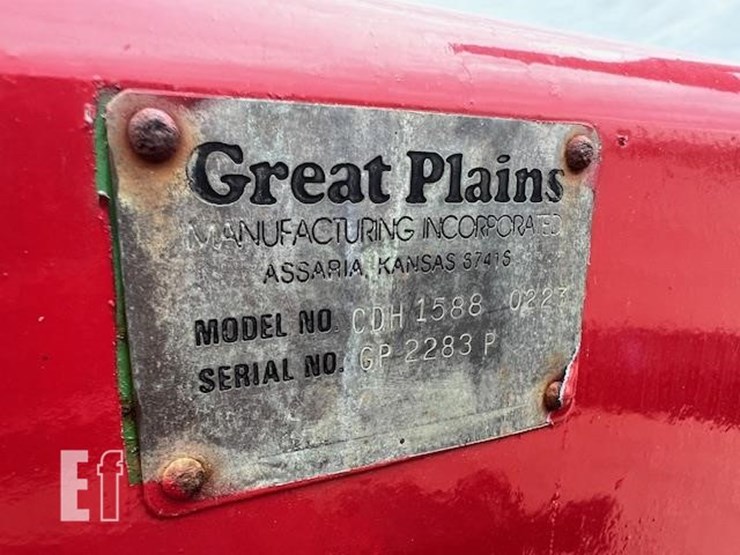 Great Plains
MANUFACTURING INCORPORATED
ASSARIA, KANSAS 67416
MODEL NO. CDH 1588 0223
SERIAL NO. GP 2283 P
Ef